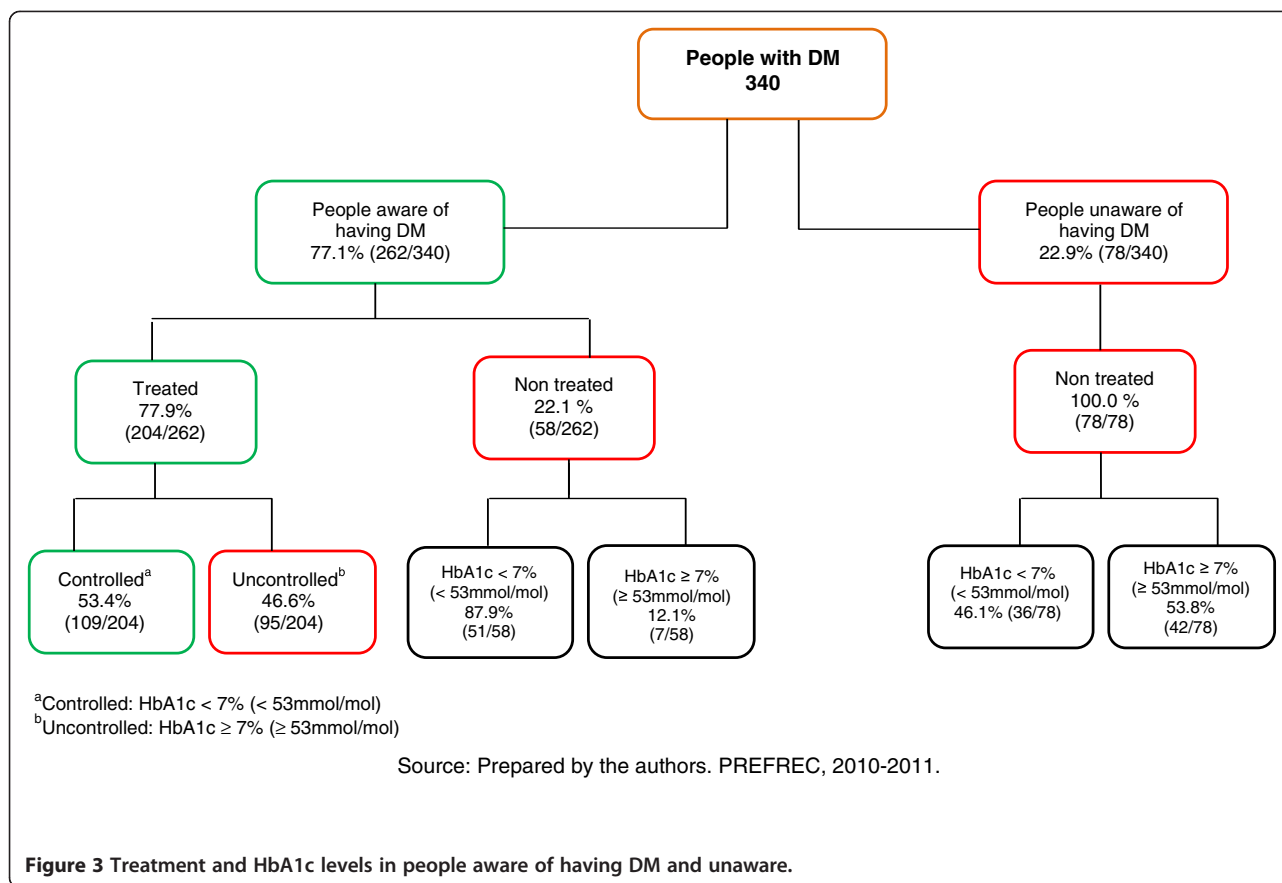 People with DM
340
People aware of
having DM
77.1% (262/340)
People unaware of
having DM
22.9% (78/340)
Treated
77.9%
(204/262)
Non treated
22.1 %
(58/262)
Non treated
100.0 %
(78/78)
Controlledᵃ
53.4%
(109/204)
Uncontrolledᵇ
46.6%
(95/204)
HbA1c < 7%
(< 53mmol/mol)
87.9%
(51/58)
HbA1c ≥ 7%
(≥ 53mmol/mol)
12.1%
(7/58)
HbA1c < 7%
(< 53mmol/mol)
46.1% (36/78)
HbA1c ≥ 7%
(≥ 53mmol/mol)
53.8%
(42/78)
ᵃControlled: HbA1c < 7% (< 53mmol/mol)
ᵇUncontrolled: HbA1c ≥ 7% (≥ 53mmol/mol)
Source: Prepared by the authors. PREFREC, 2010-2011.
Figure 3 Treatment and HbA1c levels in people aware of having DM and unaware.